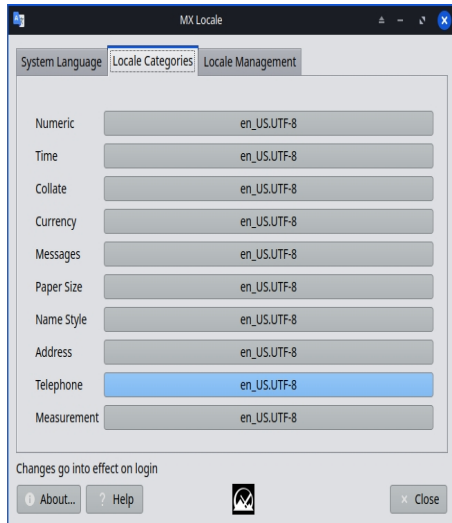 MX Locale
System Language Locale Categories Locale Management
Numeric en_US.UTF-8
Time en_US.UTF-8
Collate en_US.UTF-8
Currency en_US.UTF-8
Messages en_US.UTF-8
Paper Size en_US.UTF-8
Name Style en_US.UTF-8
Address en_US.UTF-8
Telephone en_US.UTF-8
Measurement en_US.UTF-8
Changes go into effect on login
About... ? Help × Close